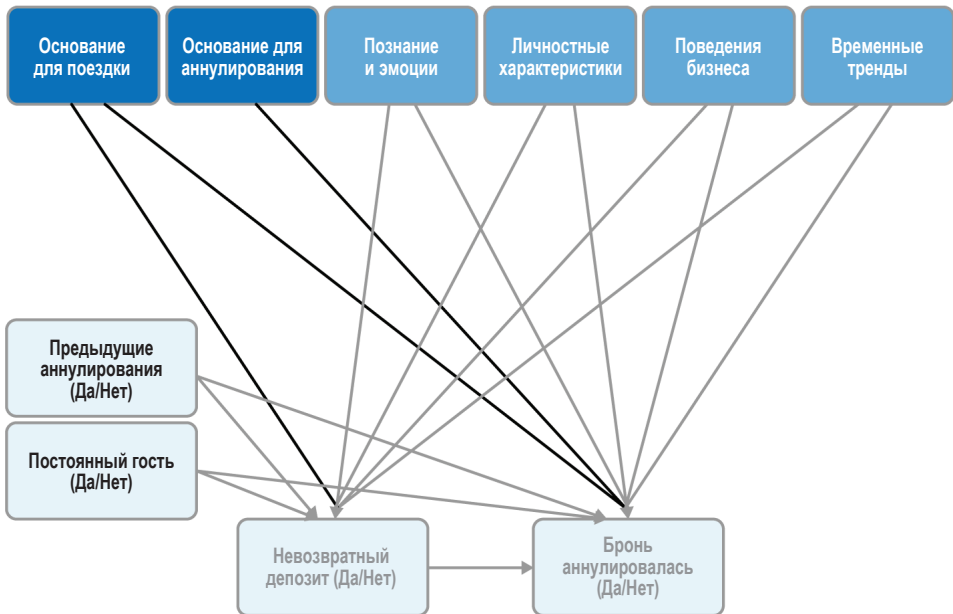 Основание
для поездки
Основание для
аннулирования
Познание
и эмоции
Личностные
характеристики
Поведения
бизнеса
Временные
тренды
Предыдущие
аннулирования
(Да/Нет)
Постоянный гость
(Да/Нет)
Невозвратный
депозит (Да/Нет)
Бронь
аннулировалась
(Да/Нет)